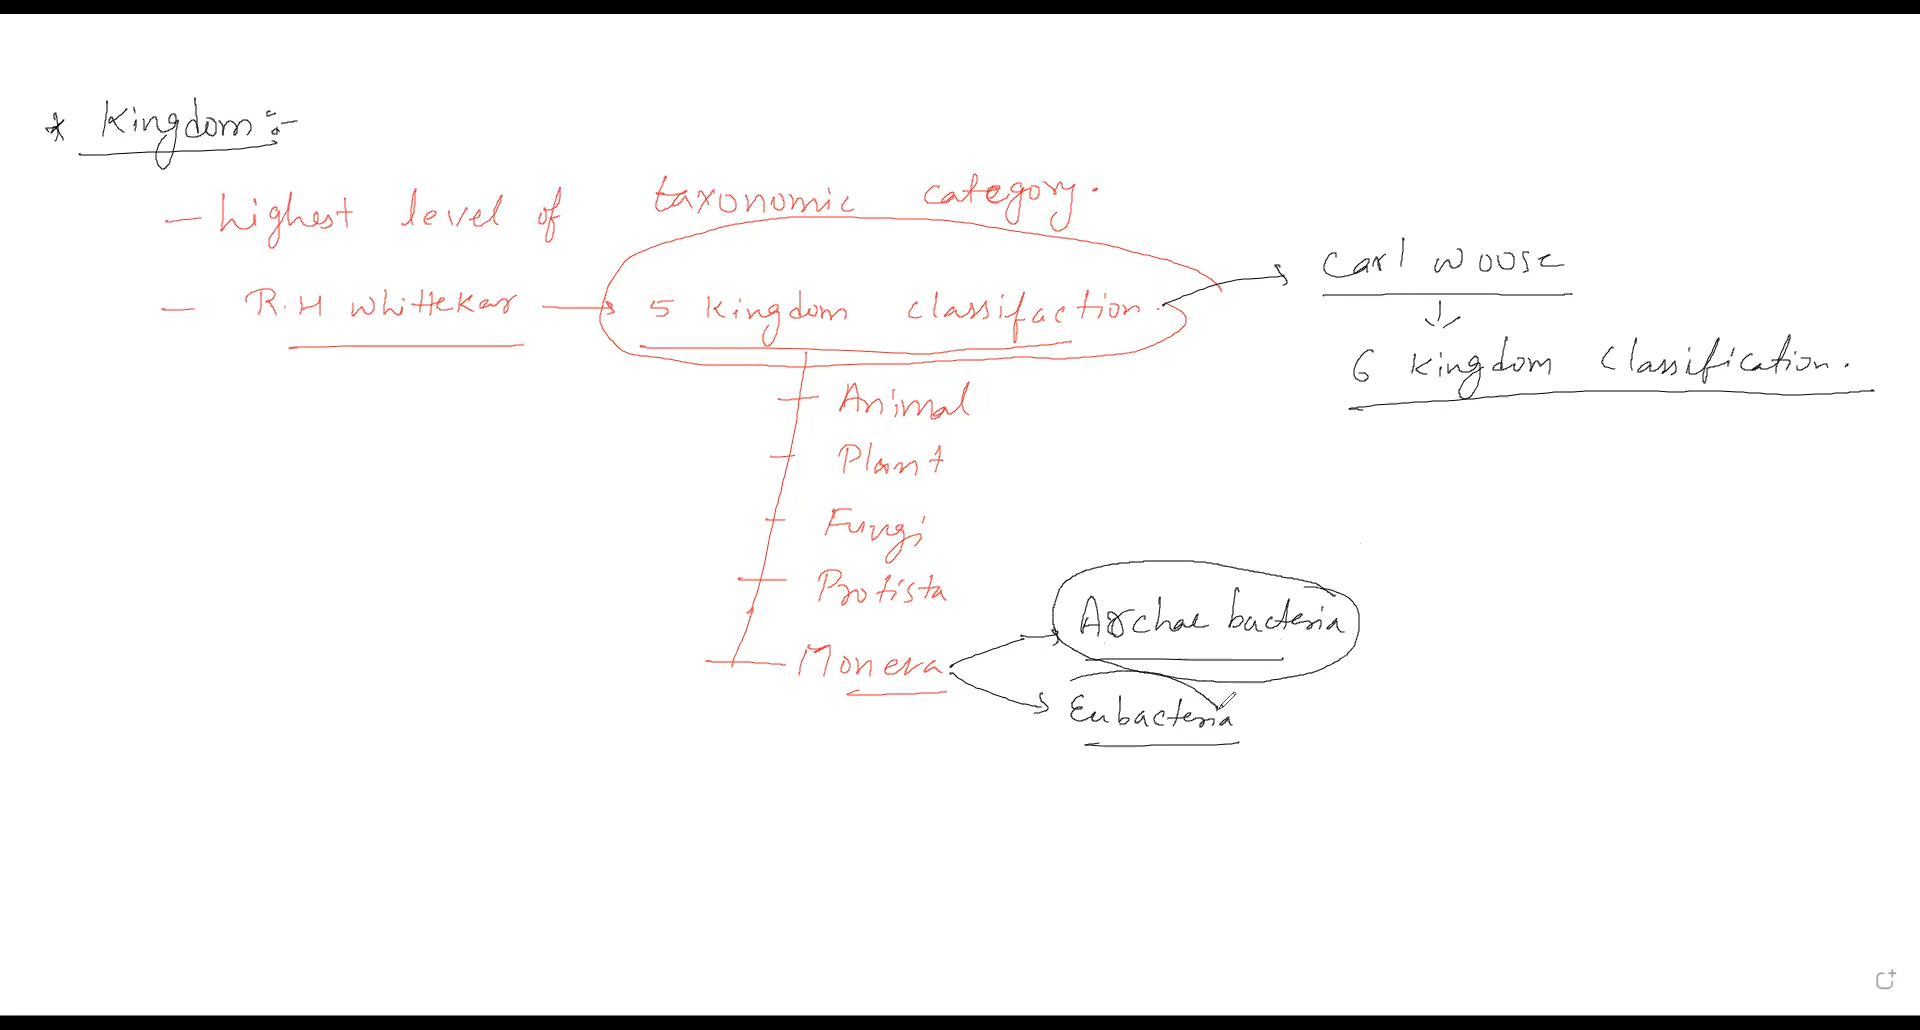 * Kingdom :-
- highest level of taxonomic category.
- R.H Whittekar → 5 Kingdom classifaction.
Carl woose
6 Kingdom classification.
Animal
Plant
Fungi
Protista
Monera
Archae bacteria
Eubacteria